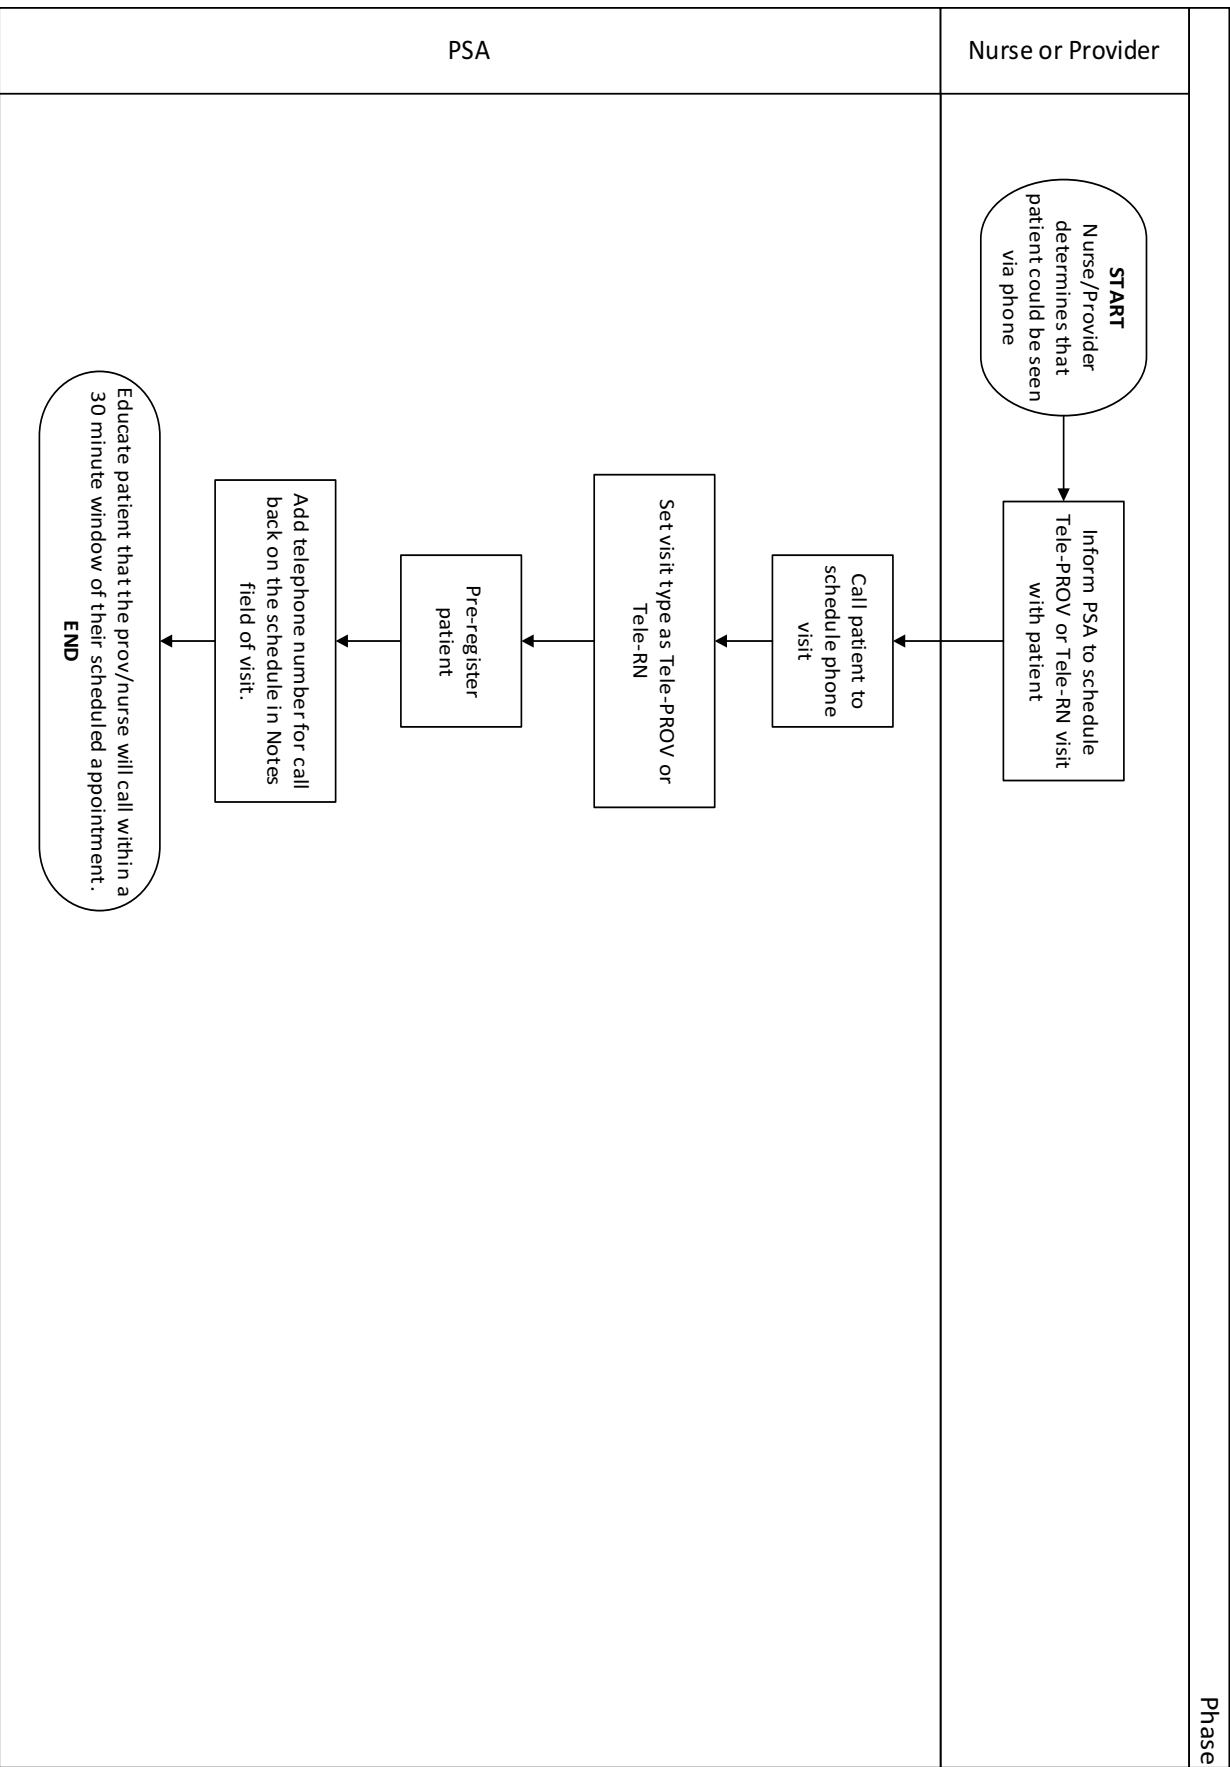 Phase
Nurse or Provider
START
Nurse/Provider
determines that
patient could be seen
via phone
Inform PSA to schedule
Tele-PROV or Tele-RN visit
with patient
PSA
Call patient to
schedule phone
visit
Set visit type as Tele-PROV or
Tele-RN
Pre-register
patient
Add telephone number for call
back on the schedule in Notes
field of visit.
Educate patient that the prov/nurse will call within a
30 minute window of their scheduled appointment.
END